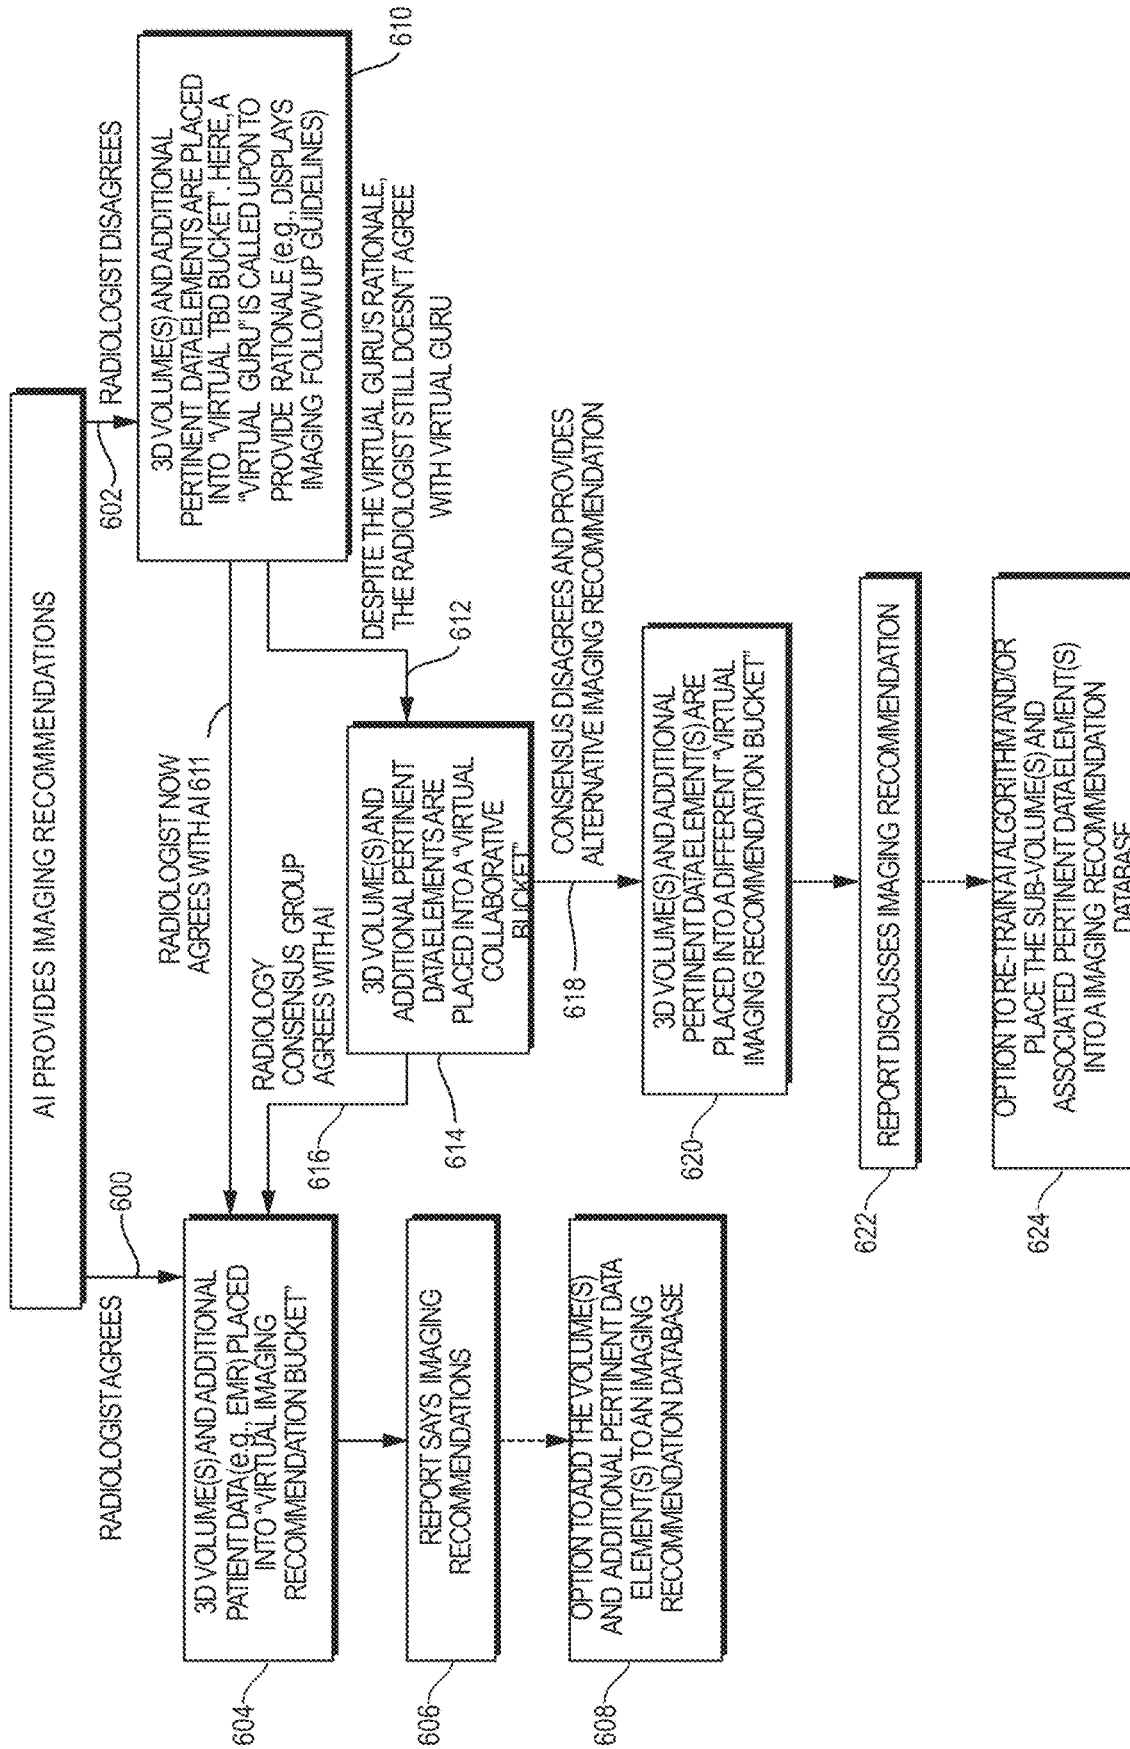 AI PROVIDES IMAGING RECOMMENDATIONS
RADIOLOGIST AGREES
600
602
RADIOLOGIST DISAGREES
3D VOLUME(S) AND ADDITIONAL
PATIENT DATA (e.g., EMR) PLACED
INTO "VIRTUAL IMAGING
RECOMMENDATION BUCKET"
604
REPORT SAYS IMAGING
RECOMMENDATIONS
606
OPTION TO ADD THE VOLUME(S)
AND ADDITIONAL PERTINENT DATA
ELEMENT(S) TO AN IMAGING
RECOMMENDATION DATABASE
608
3D VOLUME(S) AND ADDITIONAL
PERTINENT DATA ELEMENTS ARE PLACED
INTO "VIRTUAL TBD BUCKET". HERE, A
"VIRTUAL GURU" IS CALLED UPON TO
PROVIDE RATIONALE (e.g., DISPLAYS
IMAGING FOLLOW UP GUIDELINES)
610
RADIOLOGIST NOW
AGREES WITH AI 611
DESPITE THE VIRTUAL GURU'S RATIONALE,
THE RADIOLOGIST STILL DOESN'T AGREE
WITH VIRTUAL GURU
612
RADIOLOGY
CONSENSUS GROUP
AGREES WITH AI
616
3D VOLUME(S) AND
ADDITIONAL PERTINENT
DATA ELEMENTS ARE
PLACED INTO A "VIRTUAL
COLLABORATIVE
BUCKET"
614
CONSENSUS DISAGREES AND PROVIDES
ALTERNATIVE IMAGING RECOMMENDATION
618
3D VOLUME(S) AND ADDITIONAL
PERTINENT DATA ELEMENT(S) ARE
PLACED INTO A DIFFERENT "VIRTUAL
IMAGING RECOMMENDATION BUCKET"
620
REPORT DISCUSSES IMAGING RECOMMENDATION
622
OPTION TO RE-TRAIN ALGORITHM AND/OR
PLACE THE SUB-VOLUME(S) AND
ASSOCIATED PERTINENT DATA ELEMENT(S)
INTO A IMAGING RECOMMENDATION
DATABASE
624